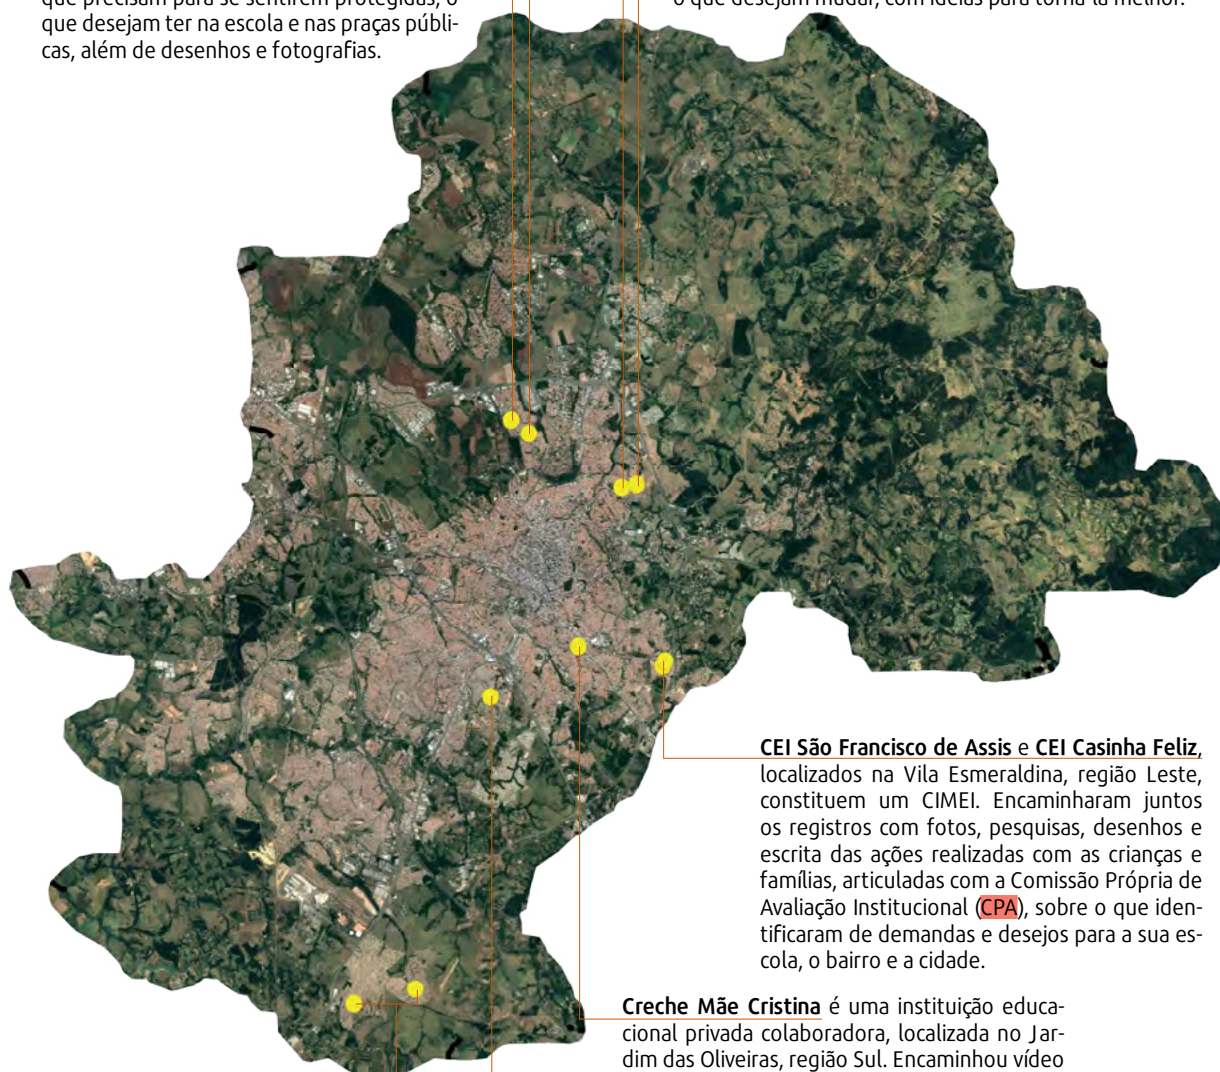 que precisam para se sentirem protegidas, o
que desejam ter na escola e nas praças públi-
cas, além de desenhos e fotografias.
o que desejam mudar, com ideias para torná-la melhor.
CEI São Francisco de Assis e CEI Casinha Feliz,
localizados na Vila Esmeraldina, região Leste,
constituem um CIMEI. Encaminharam juntos
os registros com fotos, pesquisas, desenhos e
escrita das ações realizadas com as crianças e
famílias, articuladas com a Comissão Própria de
Avaliação Institucional (CPA), sobre o que iden-
tificaram de demandas e desejos para a sua es-
cola, o bairro e a cidade.
Creche Mãe Cristina é uma instituição educa-
cional privada colaboradora, localizada no Jar-
dim das Oliveiras, região Sul. Encaminhou vídeo